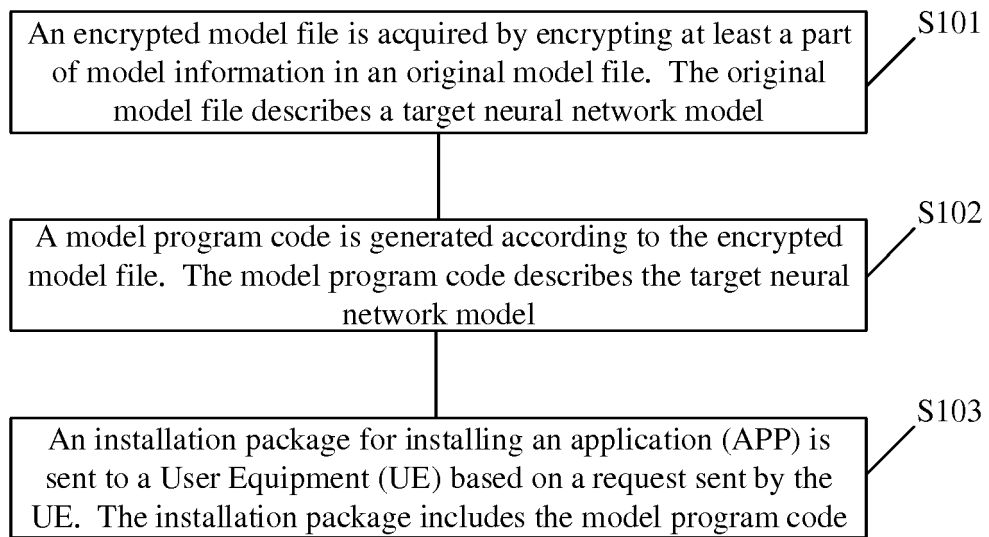 An encrypted model file is acquired by encrypting at least a part
of model information in an original model file. The original
model file describes a target neural network model
S101
A model program code is generated according to the encrypted
model file. The model program code describes the target neural
network model
S102
An installation package for installing an application (APP) is
sent to a User Equipment (UE) based on a request sent by the
UE. The installation package includes the model program code
S103